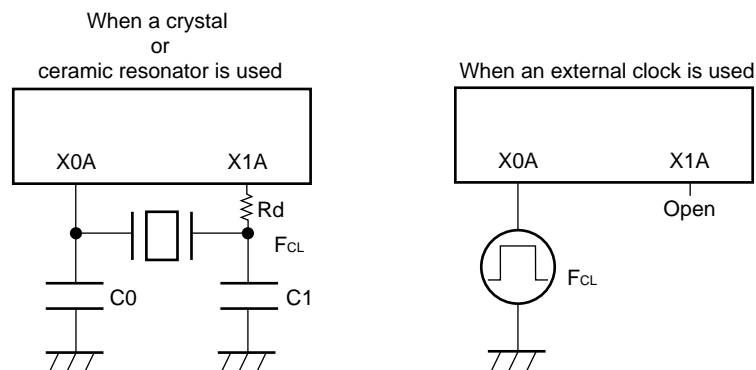 When a crystal
or
ceramic resonator is used
X0A
X1A
Rd
FCL
C0
C1
When an external clock is used
X0A
X1A
Open
FCL